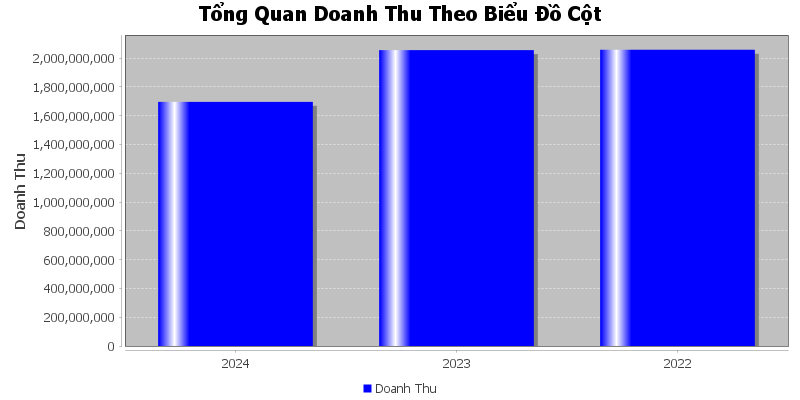 Tổng Quan Doanh Thu Theo Biểu Đồ Cột
Doanh Thu
2,000,000,000
1,800,000,000
1,600,000,000
1,400,000,000
1,200,000,000
1,000,000,000
800,000,000
600,000,000
400,000,000
200,000,000
0
2024 2023 2022
Doanh Thu